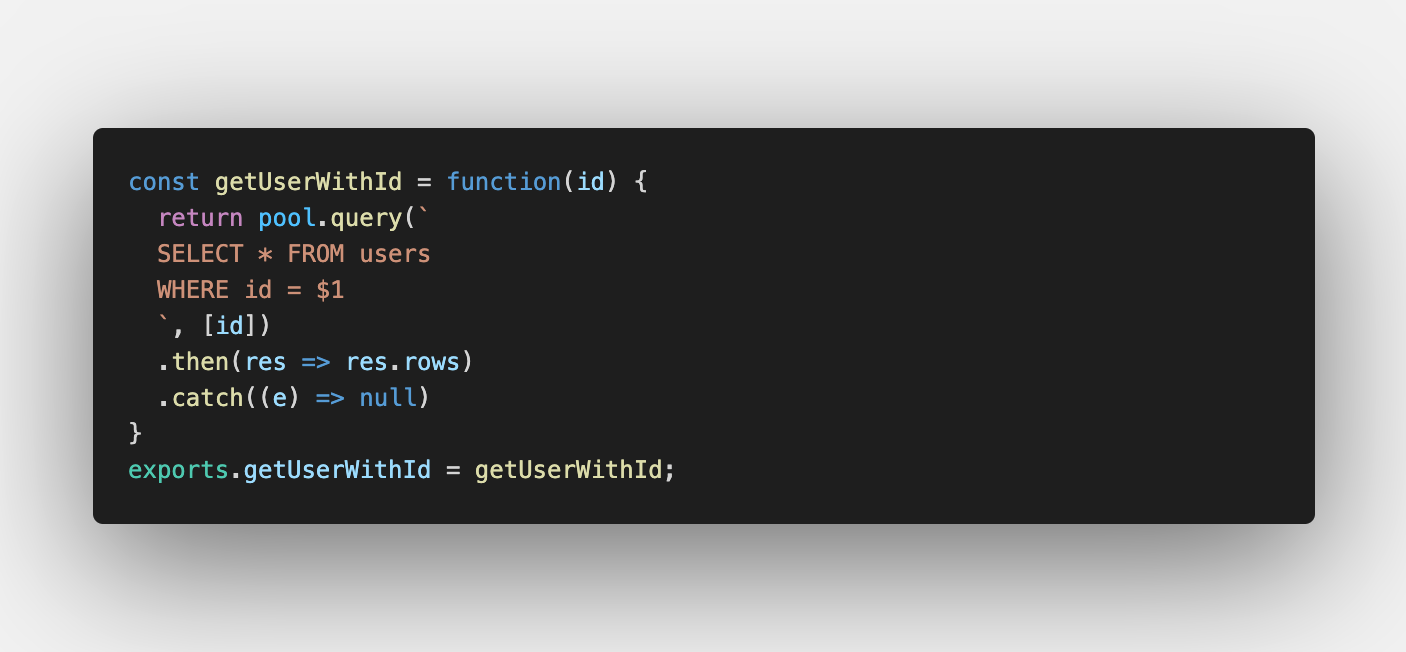 const getUserWithId = function(id) {
  return pool.query(`
  SELECT * FROM users
  WHERE id = $1
  `, [id])
  .then(res => res.rows)
  .catch((e) => null)
}
exports.getUserWithId = getUserWithId;